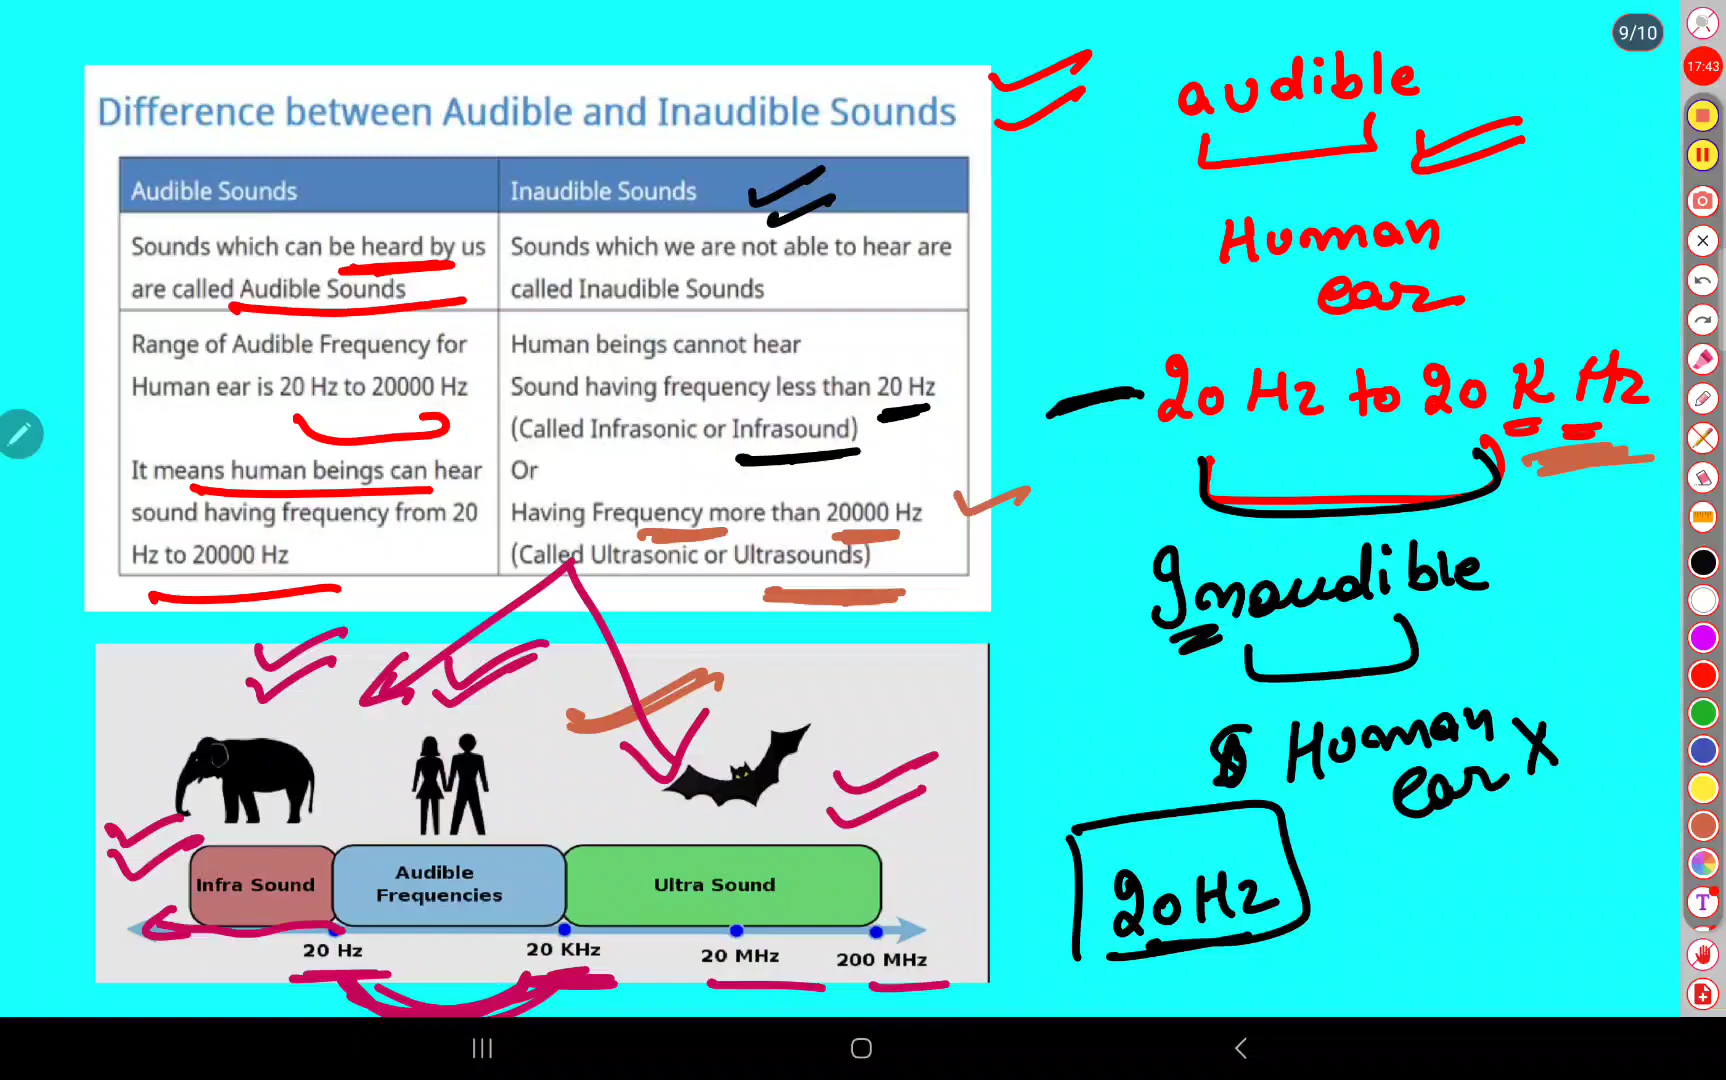 9/10
17:43
Difference between Audible and Inaudible Sounds
Audible Sounds
Inaudible Sounds
Sounds which can be heard by us
are called Audible Sounds
Sounds which we are not able to hear are
called Inaudible Sounds
Range of Audible Frequency for
Human ear is 20 Hz to 20000 Hz
It means human beings can hear
sound having frequency from 20
Hz to 20000 Hz
Human beings cannot hear
Sound having frequency less than 20 Hz
(Called Infrasonic or Infrasound)
Or
Having Frequency more than 20000 Hz
(Called Ultrasonic or Ultrasounds)
audible
Human
ear
20 Hz to 20 K Hz
Inaudible
Human
ear X
20Hz
Infra Sound
Audible
Frequencies
Ultra Sound
20 Hz
20 KHz
20 MHz
200 MHz
T